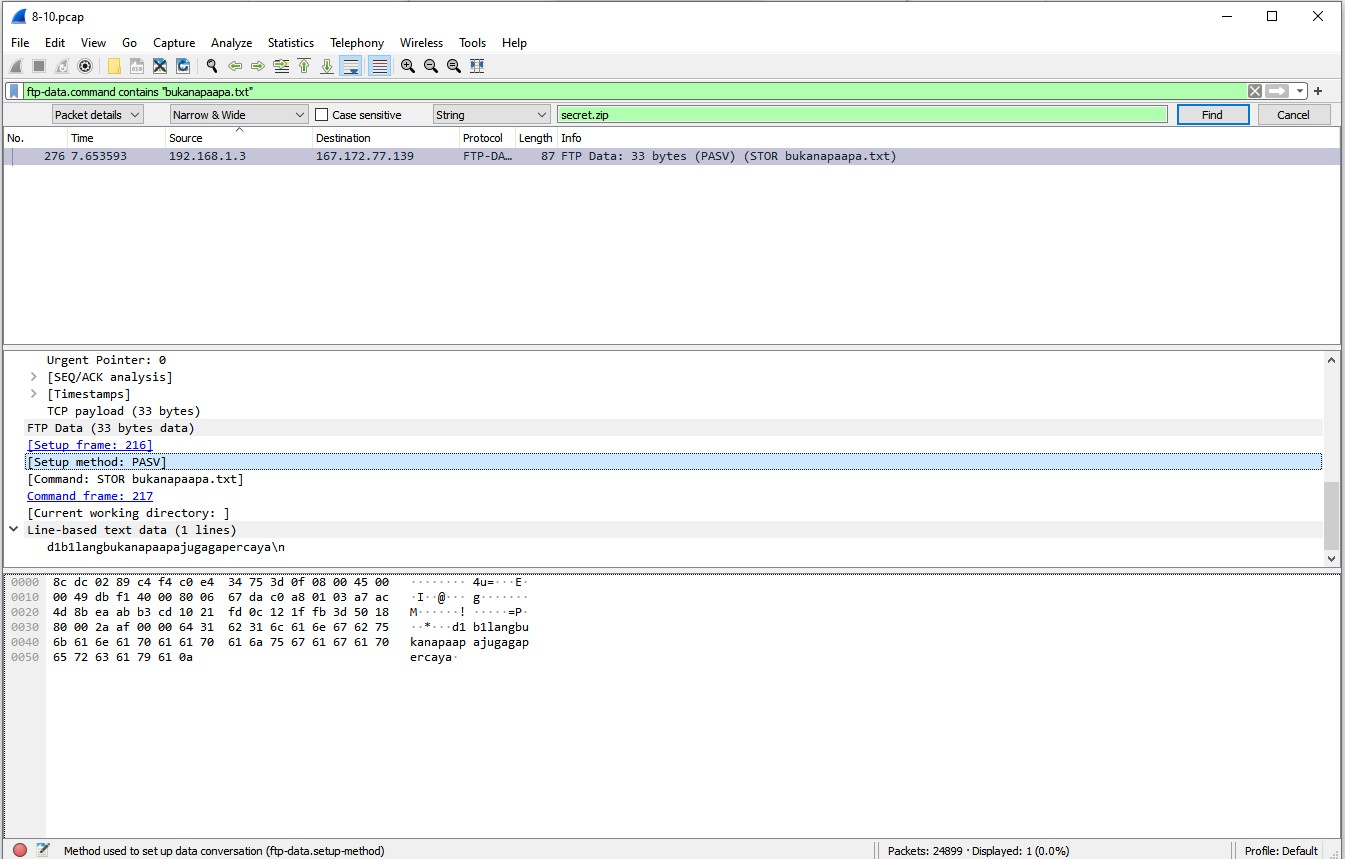 8-10.pcap
File Edit View Go Capture Analyze Statistics Telephony Wireless Tools Help
ftp-data.command contains "bukanapaapa.txt"
Packet details Narrow & Wide Case sensitive String secret.zip Find Cancel
No. Time Source Destination Protocol Length Info
276 7.653593 192.168.1.3 167.172.77.139 FTP-DA… 87 FTP Data: 33 bytes (PASV) (STOR bukanapaapa.txt)
Urgent Pointer: 0
[SEQ/ACK analysis]
[Timestamps]
TCP payload (33 bytes)
FTP Data (33 bytes data)
[Setup frame: 216]
[Setup method: PASV]
[Command: STOR bukanapaapa.txt]
Command frame: 217
[Current working directory: ]
Line-based text data (1 lines)
d1b1langbukanapaapajugagapercaya\n
0000 8c dc 02 89 c4 f4 c0 e4 34 75 3d 0f 08 00 45 00 ········ 4u=···E·
0010 00 49 db f1 40 00 80 06 67 da c0 a8 01 03 a7 ac ·I··@··· g·······
0020 4d 8b ea ab b3 cd 10 21 fd 0c 12 1f fb 3d 50 18 M······! ·····=P·
0030 80 00 2a af 00 00 64 31 62 31 6c 61 6e 67 62 75 ··*···d1 b1langbu
0040 6b 61 6e 61 70 61 61 70 61 6a 75 67 61 67 61 70 kanapaap ajugagap
0050 65 72 63 61 79 61 0a ercaya·
Method used to set up data conversation (ftp-data.setup-method) Packets: 24899 · Displayed: 1 (0.0%) Profile: Default